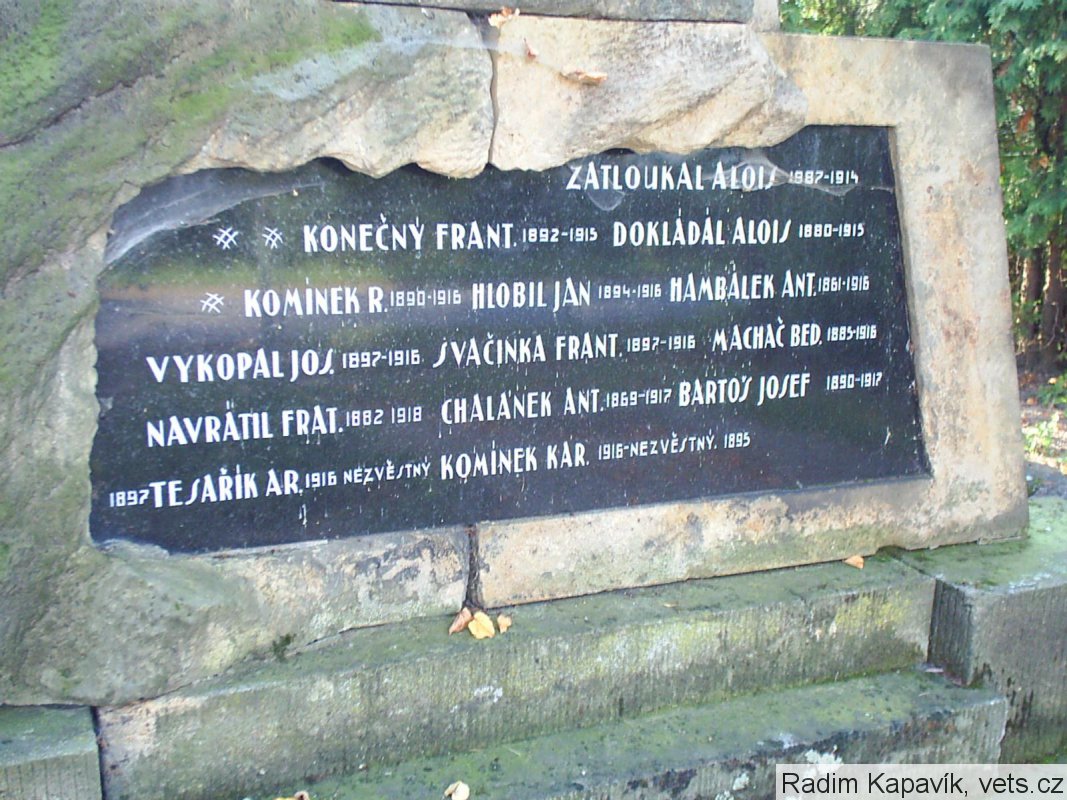 ZATLOUKAL ALOIS 1987-1914
KONEČNÝ FRANT. 1892-1915 DOKLÁDÁL ALOIS 1880-1915
KOMÍNEK R. 1890-1916 HLOBIL JAN 1894-1916 HAMBÁLEK ANT. 1861-1916
VYKOPAL JOS. 1897-1916 SVAČINKA FRANT. 1897-1916 MACHAČ BED. 1885-1916
NAVRÁTIL FRAT. 1882 1918 CHALÁNEK ANT. 1869-1917 BARTOŠ JOSEF 1890-1917
1897 TESAŘÍK AR. 1916 NEZVĚSTNÝ KOMÍNEK KAR. 1916-NEZVĚSTNÝ. 1895
Radim Kapavík, vets.cz